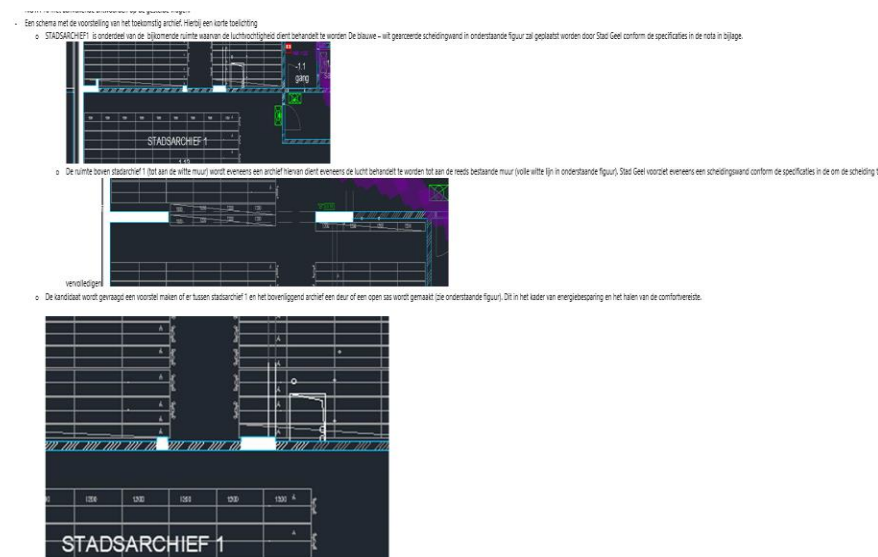 - Een schema met de voorstelling van het toekomstig archief. Hierbij een korte toelichting
o STADSARCHIEF1 is onderdeel van de bijkomende ruimte waarvan de luchtvochtigheid dient behandelt te worden De blauwe – wit gearceerde scheidingwand in onderstaande figuur zal geplaatst worden door Stad Geel conform de specificaties in de nota in bijlage.
-1.1
gang
STADSARCHIEF 1
o De ruimte boven stadarchief 1 (tot aan de witte muur) wordt eveneens een archief hiervan dient eveneens de lucht behandelt te worden tot aan de reeds bestaande muur (volle witte lijn in onderstaande figuur). Stad Geel voorziet eveneens een scheidingswand conform de specificaties in de om de scheiding
vervolledigen
o De kandidaat wordt gevraagd een voorstel maken of er tussen stadsarchief 1 en het bovenliggend archief een deur of een open sas wordt gemaakt (zie onderstaande figuur). Dit in het kader van energiebesparing en het halen van de comfortvereiste.
1200 1200 1200 1200 1200
STADSARCHIEF 1